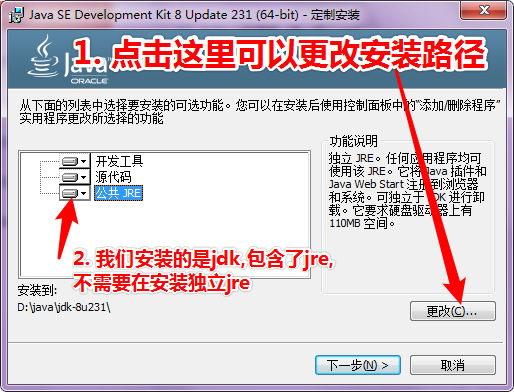 Java SE Development Kit 8 Update 231 (64-bit) - 定制安装
Java
ORACLE
1. 点击这里可以更改安装路径
从下面的列表中选择要安装的可选功能。您可以在安装后使用控制面板中的“添加/删除程序”
实用程序更改所选择的功能
开发工具
源代码
公共 JRE
功能说明
独立 JRE。任何应用程序均可
使用该 JRE。它将 Java 插件和
Java Web Start 注册到浏览器
和系统。可独立于 JDK 进行卸
载。它要求硬盘驱动器上有
110MB 空间。
2. 我们安装的是jdk,包含了jre,
不需要在安装独立jre
安装到:
D:\java\jdk-8u231\
更改(C)...
下一步(N) >
取消